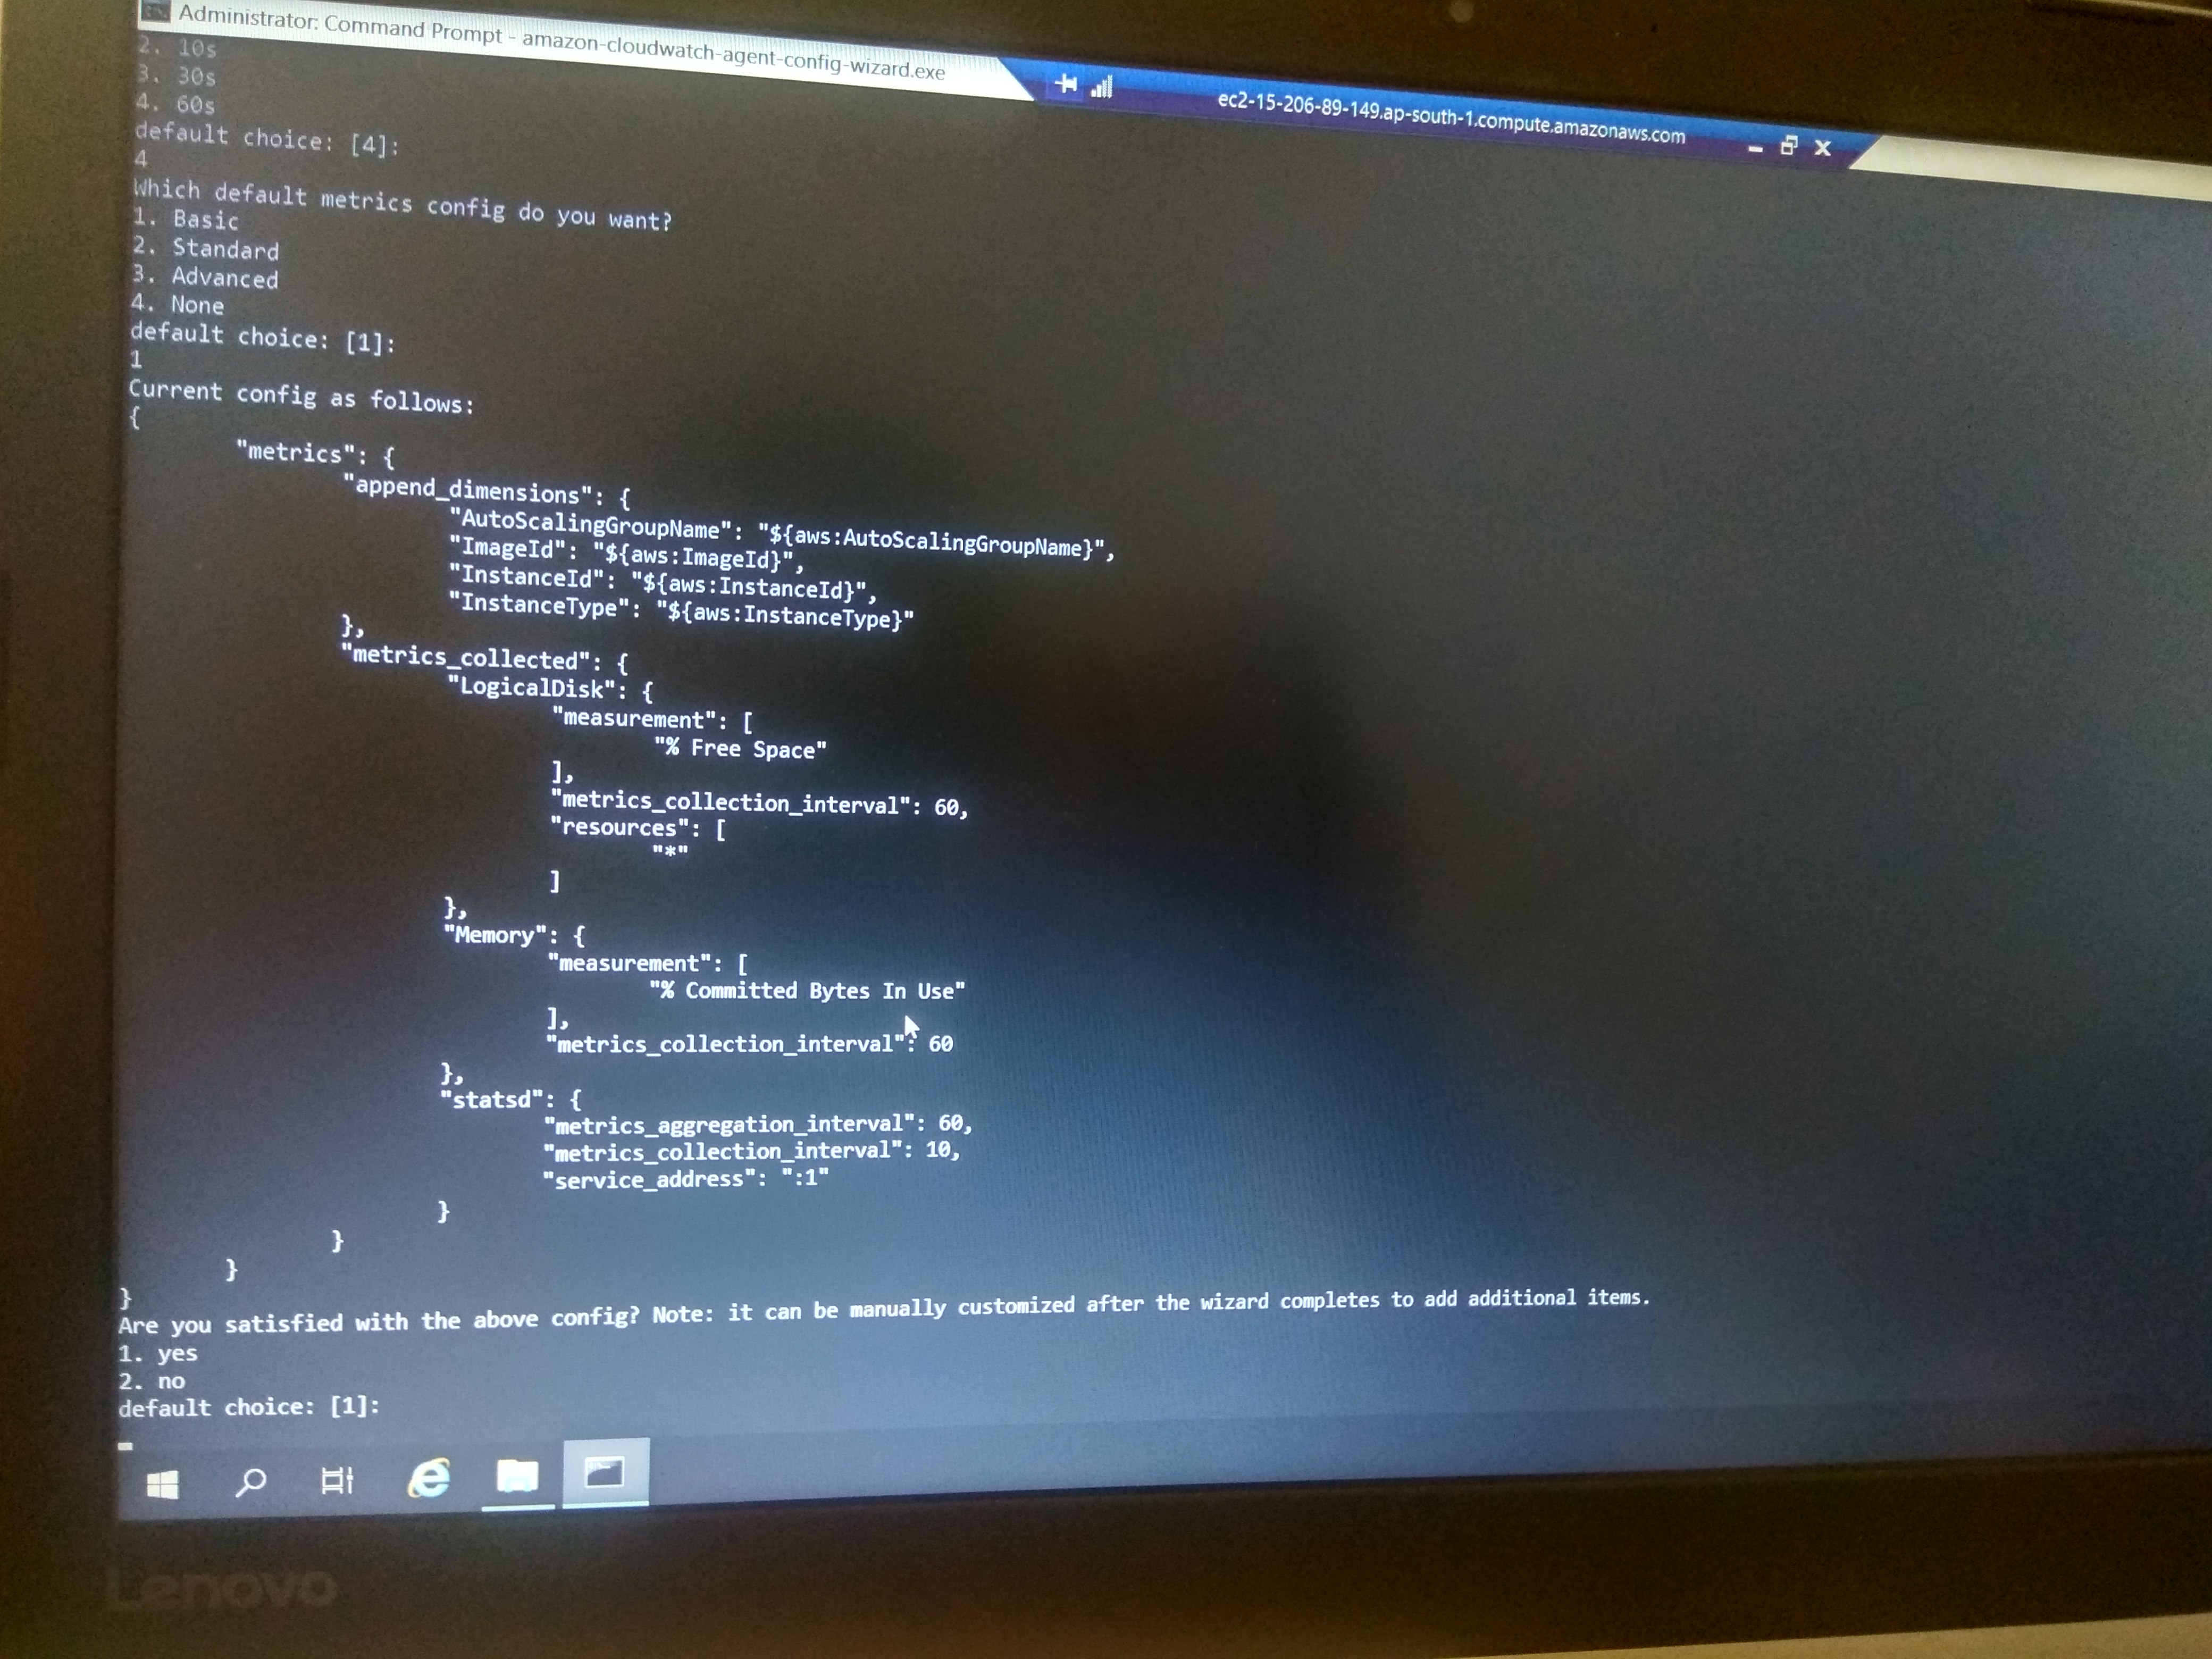 Administrator: Command Prompt - amazon-cloudwatch-agent-config-wizard.exe
ec2-15-206-89-149.ap-south-1.compute.amazonaws.com
2. 10s
3. 30s
4. 60s
default choice: [4]:
4
Which default metrics config do you want?
1. Basic
2. Standard
3. Advanced
4. None
default choice: [1]:
1
Current config as follows:
{
"metrics": {
"append_dimensions": {
"AutoScalingGroupName": "${aws:AutoScalingGroupName}",
"ImageId": "${aws:ImageId}",
"InstanceId": "${aws:InstanceId}",
"InstanceType": "${aws:InstanceType}"
},
"metrics_collected": {
"LogicalDisk": {
"measurement": [
"% Free Space"
],
"metrics_collection_interval": 60,
"resources": [
"*"
]
},
"Memory": {
"measurement": [
"% Committed Bytes In Use"
],
"metrics_collection_interval": 60
},
"statsd": {
"metrics_aggregation_interval": 60,
"metrics_collection_interval": 10,
"service_address": ":1"
}
}
}
}
Are you satisfied with the above config? Note: it can be manually customized after the wizard completes to add additional items.
1. yes
2. no
default choice: [1]:
Lenovo